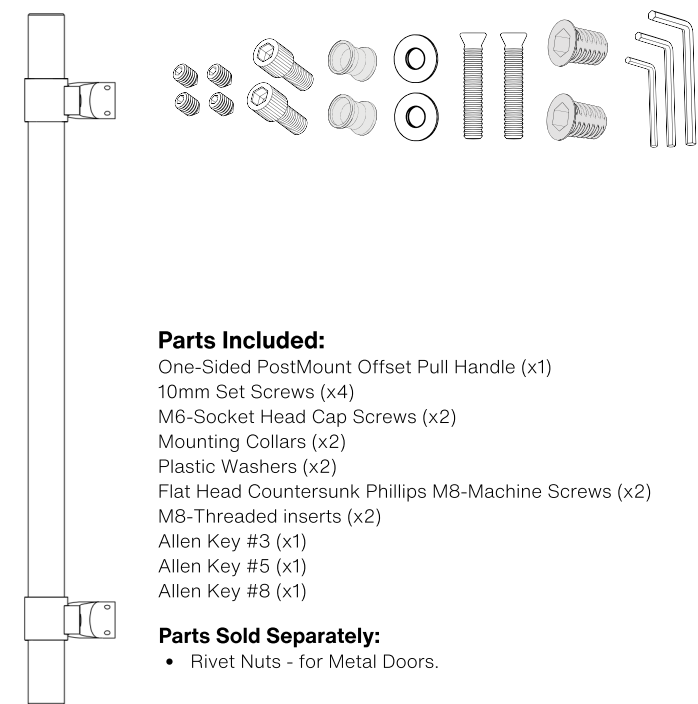 Parts Included:
One-Sided PostMount Offset Pull Handle (x1)
10mm Set Screws (x4)
M6-Socket Head Cap Screws (x2)
Mounting Collars (x2)
Plastic Washers (x2)
Flat Head Countersunk Phillips M8-Machine Screws (x2)
M8-Threaded inserts (x2)
Allen Key #3 (x1)
Allen Key #5 (x1)
Allen Key #8 (x1)
Parts Sold Separately:
• Rivet Nuts - for Metal Doors.